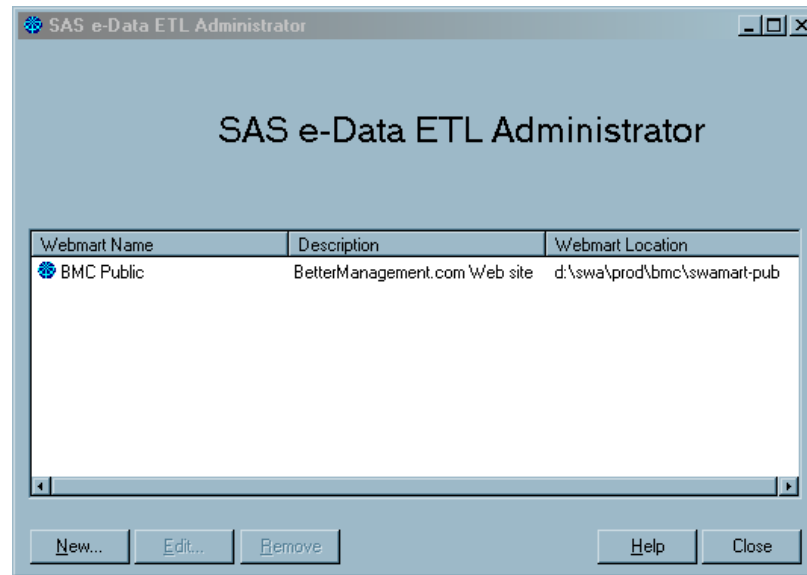 SAS e-Data ETL Administrator
SAS e-Data ETL Administrator
Webmart Name Description Webmart Location
BMC Public BetterManagement.com Web site d:\swa\prod\bmc\swamart-pub
New... Edit... Remove Help Close